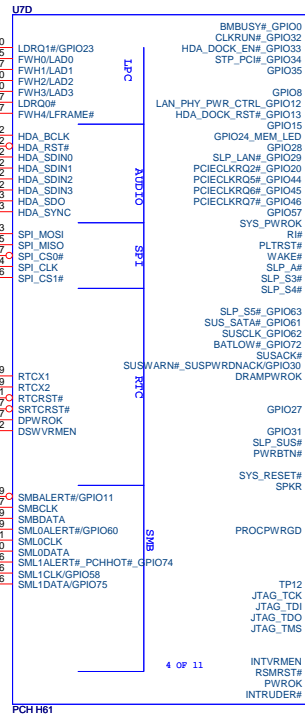 U7D
BMBUSY#_GPIO0
CLKRUN#_GPIO32
LDRQ1#/GPIO23
HDA_DOCK_EN#_GPIO33
FWH0/LAD0
STP_PCI#_GPIO34
FWH1/LAD1
GPIO35
FWH2/LAD2
FWH3/LAD3
GPIO8
LDRQ0#
LAN_PHY_PWR_CTRL_GPIO12
FWH4/LFRAME#
HDA_DOCK_RST#_GPIO13
LPC
GPIO15
HDA_BCLK
GPIO24_MEM_LED
HDA_RST#
GPIO28
HDA_SDIN0
SLP_LAN#_GPIO29
HDA_SDIN1
PCIECLKRQ2#_GPIO20
HDA_SDIN2
PCIECLKRQ5#_GPIO44
HDA_SDIN3
PCIECLKRQ6#_GPIO45
HDA_SDO
PCIECLKRQ7#_GPIO46
HDA_SYNC
GPIO57
AUDIO
SYS_PWROK
SPI_MOSI
RI#
SPI_MISO
PLTRST#
SPI_CS0#
WAKE#
SPI_CLK
SLP_A#
SPI_CS1#
SLP_S3#
SPI
SLP_S4#
SLP_S5#_GPIO63
SUS_SATA#_GPIO61
SUSCLK_GPIO62
BATLOW#_GPIO72
SUSACK#
SUSWARN#_SUSPWRDNACK/GPIO30
RTCX1
DRAMPWROK
RTCX2
RTCRST#
SRTCRST#
GPIO27
DPWROK
DSWVRMEN
GPIO31
RTC
SLP_SUS#
PWRBTN#
SYS_RESET#
SPKR
SMBALERT#/GPIO11
SMBCLK
SMBDATA
SML0ALERT#/GPIO60
PROCPWRGD
SML0CLK
SML0DATA
SML1ALERT#_PCHHOT#_GPIO74
SML1CLK/GPIO58
SML1DATA/GPIO75
SMB
TP12
JTAG_TCK
JTAG_TDI
JTAG_TDO
JTAG_TMS
4 OF 11
INTVRMEN
RSMRST#
PWROK
INTRUDER#
PCH H61